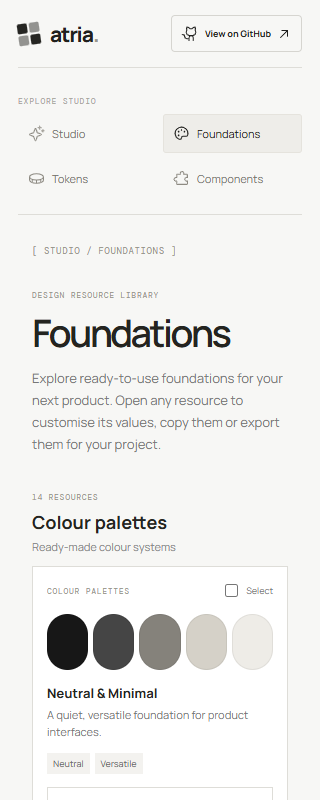 atria.
View on GitHub
EXPLORE STUDIO
Studio
Foundations
Tokens
Components
[ STUDIO / FOUNDATIONS ]
DESIGN RESOURCE LIBRARY
Foundations
Explore ready-to-use foundations for your
next product. Open any resource to
customise its values, copy them or export
them for your project.
14 RESOURCES
Colour palettes
Ready-made colour systems
COLOUR PALETTES
Select
Neutral & Minimal
A quiet, versatile foundation for product
interfaces.
Neutral
Versatile